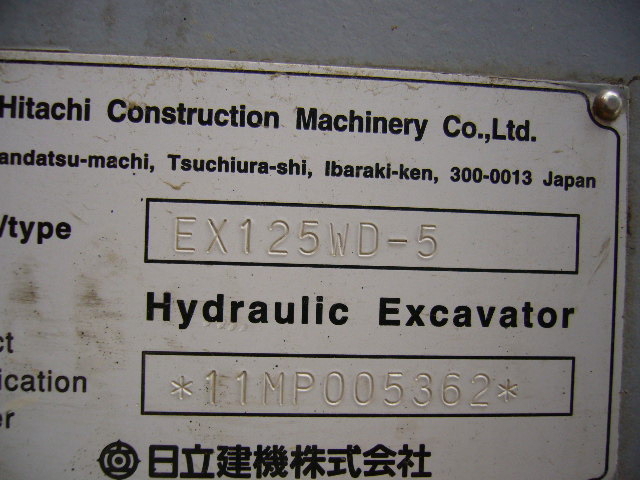 Hitachi Construction Machinery Co.,Ltd.
andatsu-machi, Tsuchiura-shi, Ibaraki-ken, 300-0013 Japan
/type
EX125WD-5
Hydraulic Excavator
ct
*11MP005362*
ication
er
日立建機株式会社